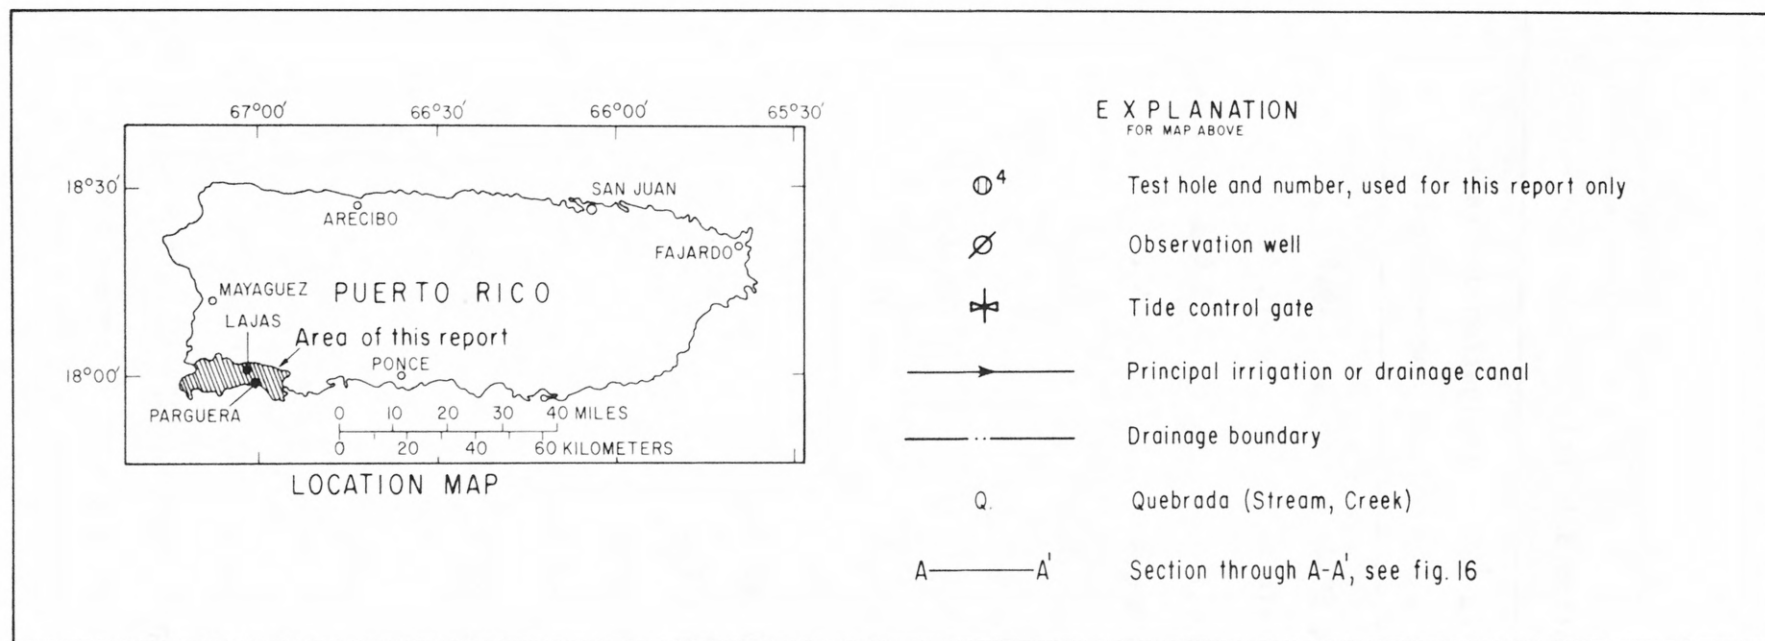 67°00′ 66°30′ 66°00′ 65°30′
18°30′
SAN JUAN
ARECIBO
FAJARDO
MAYAGUEZ
PUERTO RICO
LAJAS
Area of this report
18°00′
PONCE
PARGUERA
0 10 20 30 40 MILES
0 20 40 60 KILOMETERS
LOCATION MAP
EXPLANATION
FOR MAP ABOVE
4 Test hole and number, used for this report only
Observation well
Tide control gate
Principal irrigation or drainage canal
Drainage boundary
Q. Quebrada (Stream, Creek)
A A' Section through A-A', see fig. 16